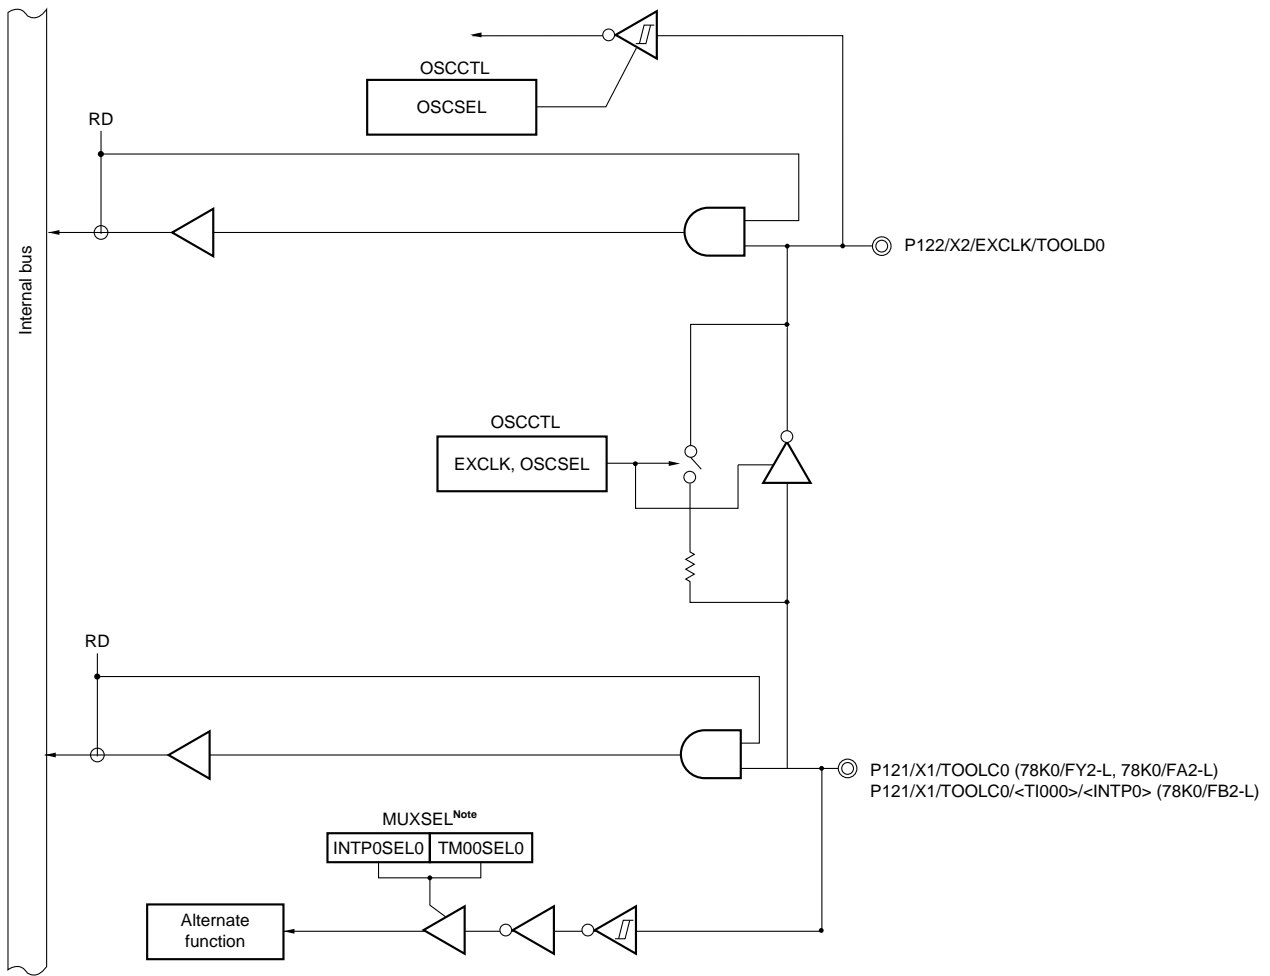 OSCCTL
OSCSEL
RD
P122/X2/EXCLK/TOOLD0
Internal bus
OSCCTL
EXCLK, OSCSEL
RD
P121/X1/TOOLC0 (78K0/FY2-L, 78K0/FA2-L)
P121/X1/TOOLC0/<TI000>/<INTP0> (78K0/FB2-L)
MUXSELNote
INTP0SEL0 TM00SEL0
Alternate
function